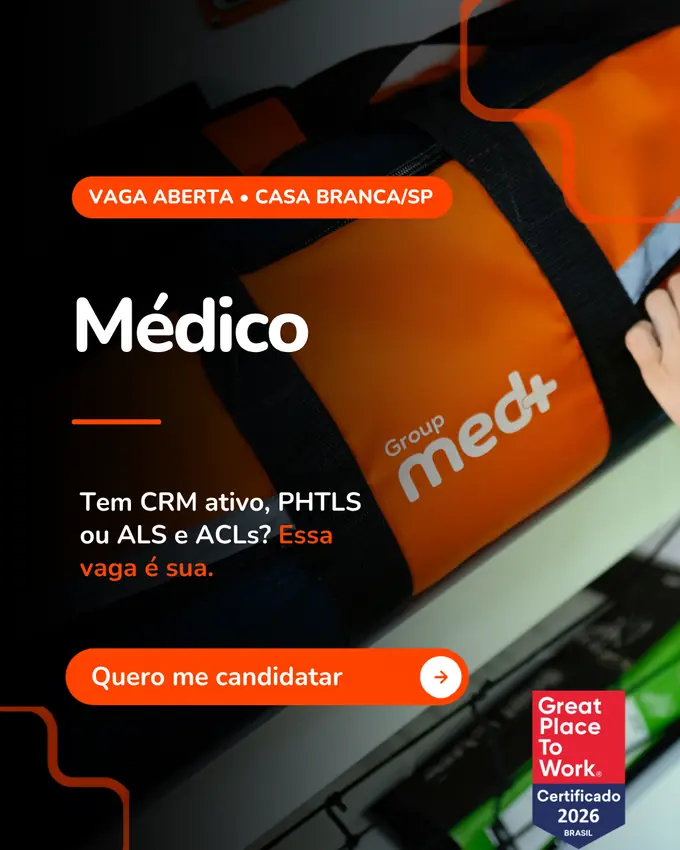 VAGA ABERTA • CASA BRANCA/SP
Médico
Group
med+
Tem CRM ativo, PHTLS
ou ALS e ACLs? Essa
vaga é sua.
Quero me candidatar
Great
Place
To
Work®
Certificado
2026
BRASIL